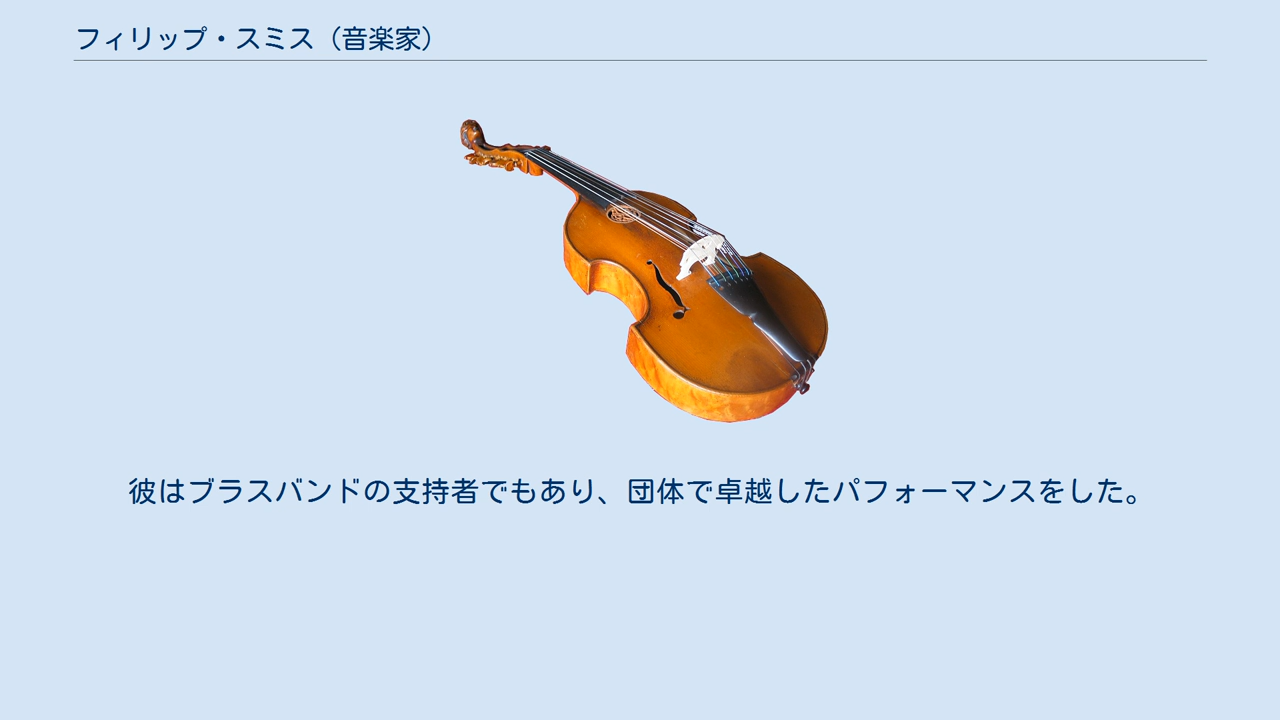 フィリップ・スミス（音楽家）
彼はブラスバンドの支持者でもあり、団体で卓越したパフォーマンスをした。